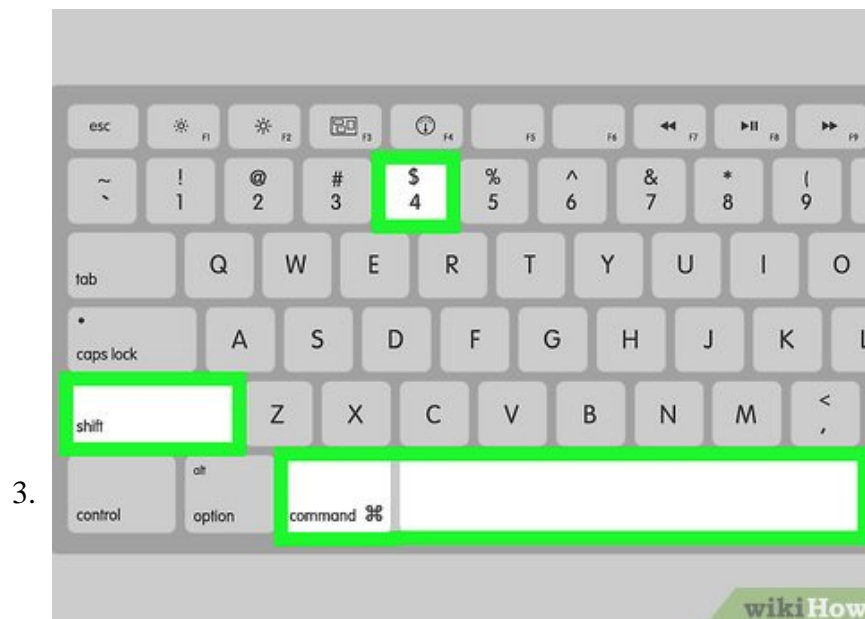 esc F1 F2 F3 F4 F5 F6 F7 F8 F9
~ ! @ # $ % ^ & * (
` 1 2 3 4 5 6 7 8 9
tab Q W E R T Y U I O
caps lock A S D F G H J K L
shift Z X C V B N M < ,
3.
alt
control option command ⌘
wikiHow